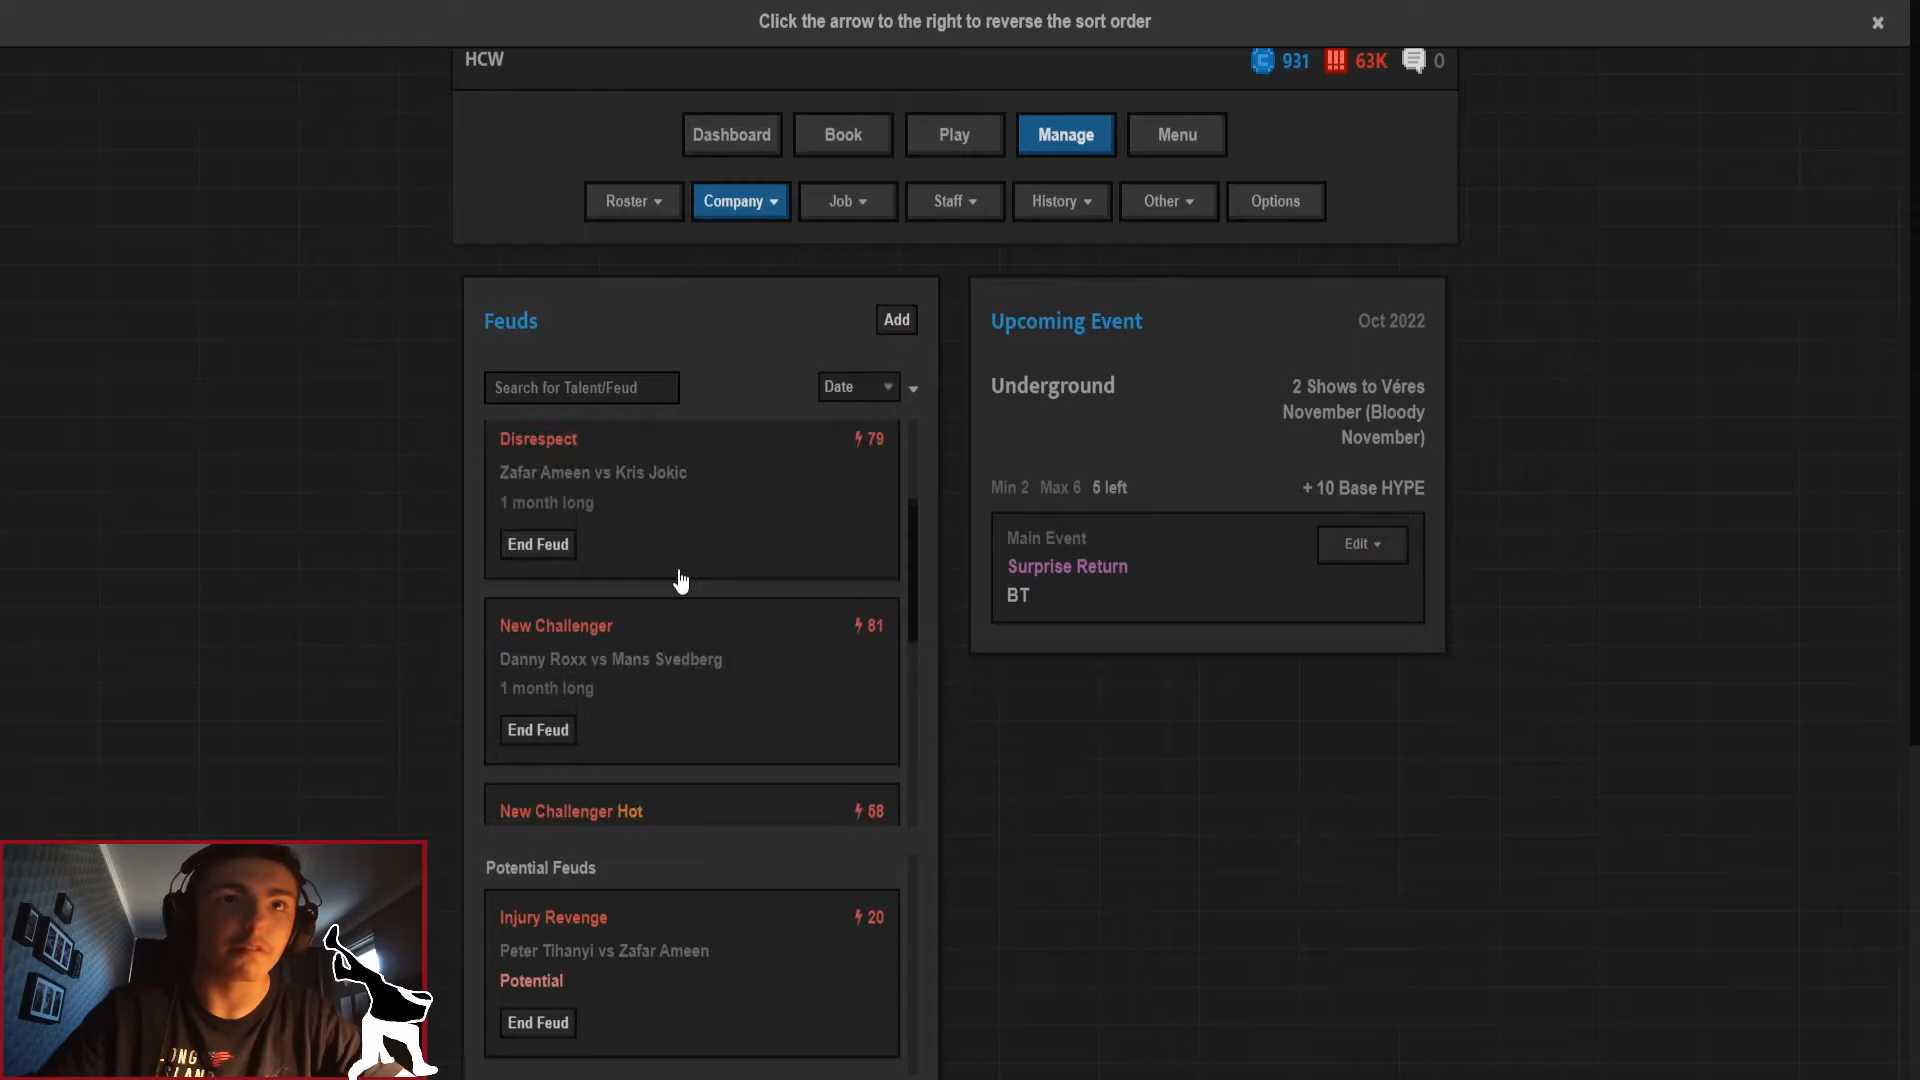 Click the arrow to the right to reverse the sort order
HCW
931
63K
0
Dashboard
Book
Play
Manage
Menu
Roster
Company
Job
Staff
History
Other
Options
Feuds
Add
Search for Talent/Feud
Date
Disrespect
79
Zafar Ameen vs Kris Jokic
1 month long
End Feud
New Challenger
81
Danny Roxx vs Mans Svedberg
1 month long
End Feud
New Challenger Hot
58
Potential Feuds
Injury Revenge
20
Peter Tihanyi vs Zafar Ameen
Potential
End Feud
Upcoming Event
Oct 2022
Underground
2 Shows to Véres
November (Bloody
November)
Min 2 Max 6 5 left
+ 10 Base HYPE
Main Event
Edit
Surprise Return
BT
LONG
ISLAN